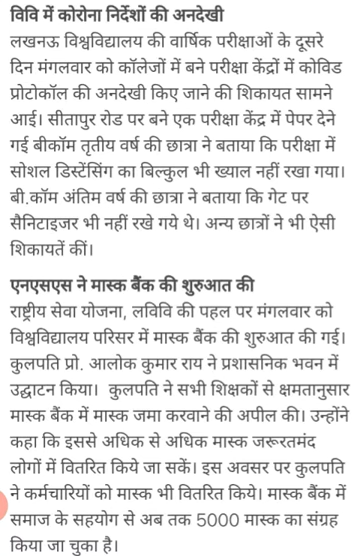 विवि में कोरोना निर्देशों की अनदेखी
लखनऊ विश्वविद्यालय की वार्षिक परीक्षाओं के दूसरे
दिन मंगलवार को कॉलेजों में बने परीक्षा केंद्रों में कोविड
प्रोटोकॉल की अनदेखी किए जाने की शिकायत सामने
आई। सीतापुर रोड पर बने एक परीक्षा केंद्र में पेपर देने
गई बीकॉम तृतीय वर्ष की छात्रा ने बताया कि परीक्षा में
सोशल डिस्टेंसिंग का बिल्कुल भी ख्याल नहीं रखा गया।
बी.कॉम अंतिम वर्ष की छात्रा ने बताया कि गेट पर
सैनिटाइजर भी नहीं रखे गये थे। अन्य छात्रों ने भी ऐसी
शिकायतें कीं।
एनएसएस ने मास्क बैंक की शुरुआत की
राष्ट्रीय सेवा योजना, लविवि की पहल पर मंगलवार को
विश्वविद्यालय परिसर में मास्क बैंक की शुरुआत की गई।
कुलपति प्रो. आलोक कुमार राय ने प्रशासनिक भवन में
उद्घाटन किया। कुलपति ने सभी शिक्षकों से क्षमतानुसार
मास्क बैंक में मास्क जमा करवाने की अपील की। उन्होंने
कहा कि इससे अधिक से अधिक मास्क जरूरतमंद
लोगों में वितरित किये जा सकें। इस अवसर पर कुलपति
ने कर्मचारियों को मास्क भी वितरित किये। मास्क बैंक में
समाज के सहयोग से अब तक 5000 मास्क का संग्रह
किया जा चुका है।